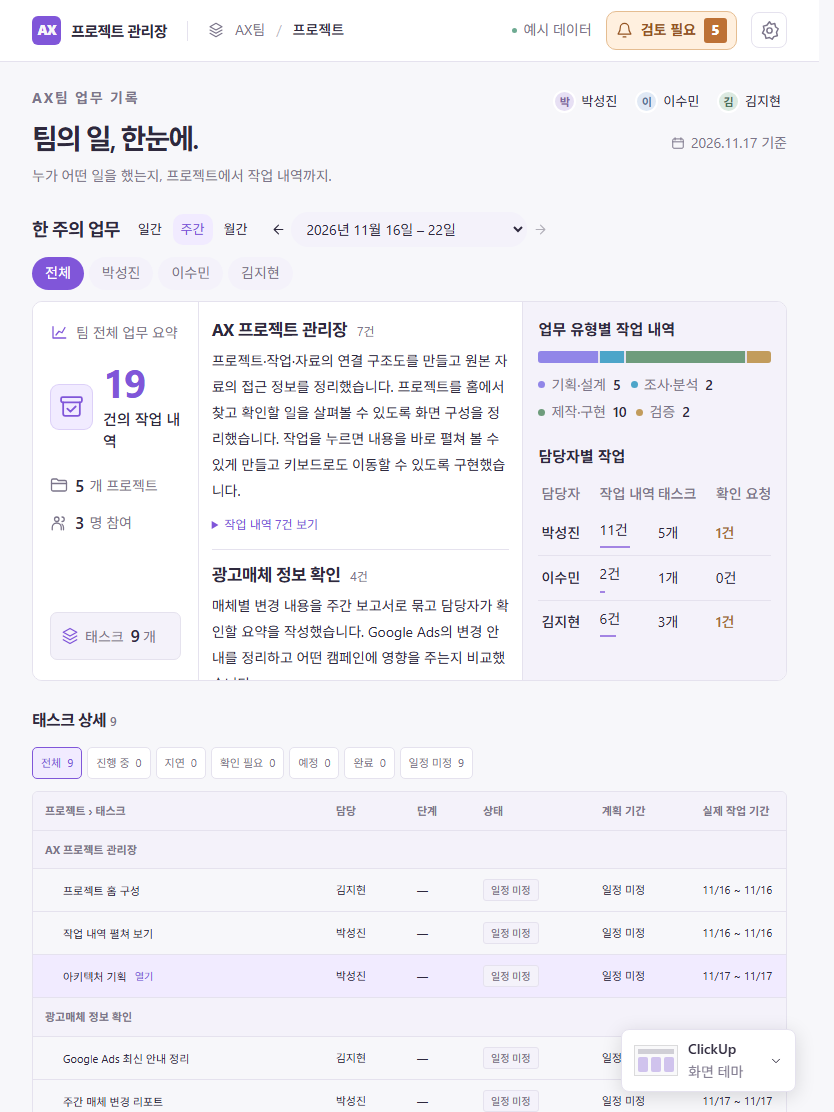 AX 프로젝트 관리장 AX팀 / 프로젝트 예시 데이터 검토 필요 5
AX팀 업무 기록
박 박성진 이 이수민 김 김지현
팀의 일, 한눈에.
2026.11.17 기준
누가 어떤 일을 했는지, 프로젝트에서 작업 내역까지.
한 주의 업무 일간 주간 월간 ← 2026년 11월 16일 – 22일 →
전체 박성진 이수민 김지현
팀 전체 업무 요약
19
건의 작업 내
역
5 개 프로젝트
3 명 참여
태스크 9 개
AX 프로젝트 관리장 7건
프로젝트·작업·자료의 연결 구조도를 만들고 원본 자
료의 접근 정보를 정리했습니다. 프로젝트를 홈에서
찾고 확인할 일을 살펴볼 수 있도록 화면 구성을 정
리했습니다. 작업을 누르면 내용을 바로 펼쳐 볼 수
있게 만들고 키보드로도 이동할 수 있도록 구현했습
니다.
▶ 작업 내역 7건 보기
광고매체 정보 확인 4건
매체별 변경 내용을 주간 보고서로 묶고 담당자가 확
인할 요약을 작성했습니다. Google Ads의 변경 안
내를 정리하고 어떤 캠페인에 영향을 주는지 비교했
업무 유형별 작업 내역
기획·설계 5 조사·분석 2
제작·구현 10 검증 2
담당자별 작업
담당자 작업 내역 태스크 확인 요청
박성진 11건 5개 1건
이수민 2건 1개 0건
김지현 6건 3개 1건
태스크 상세 9
전체 9 진행 중 0 지연 0 확인 필요 0 예정 0 완료 0 일정 미정 9
프로젝트 › 태스크 담당 단계 상태 계획 기간 실제 작업 기간
AX 프로젝트 관리장
프로젝트 홈 구성 김지현 — 일정 미정 일정 미정 11/16 ~ 11/16
작업 내역 펼쳐 보기 박성진 — 일정 미정 일정 미정 11/16 ~ 11/16
아키텍처 기획 열기 박성진 — 일정 미정 일정 미정 11/17 ~ 11/17
광고매체 정보 확인
Google Ads 최신 안내 정리 김지현 — 일정 미정
주간 매체 변경 리포트 박성진 — 일정 미정 일정 미정 11/17 ~ 11/17
ClickUp
화면 테마